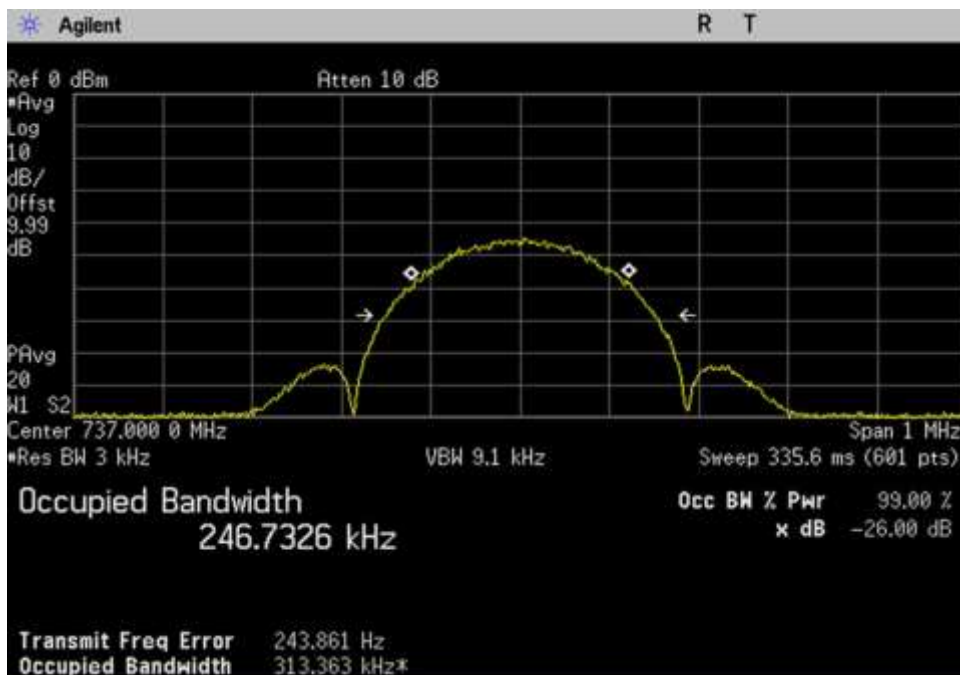 Agilent R T
Ref 0 dBm Atten 10 dB
*Avg
Log
10
dB/
Offst
9.99
dB
PAvg
20
W1 S2
Center 737.000 0 MHz Span 1 MHz
*Res BW 3 kHz VBW 9.1 kHz Sweep 335.6 ms (601 pts)
Occupied Bandwidth Occ BW % Pwr 99.00 %
246.7326 kHz x dB -26.00 dB
Transmit Freq Error 243.861 Hz
Occupied Bandwidth 313.363 kHz*